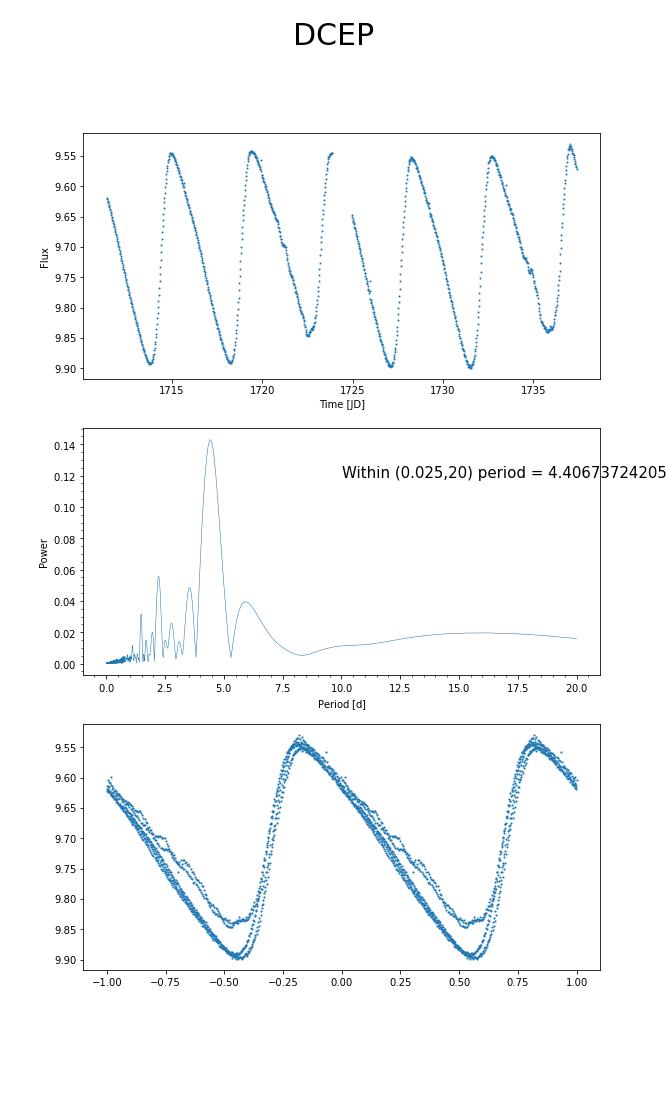 DCEP
9.55
9.60
9.65
9.70
9.75
9.80
9.85
9.90
Flux
1715 1720 1725 1730 1735
Time [JD]
0.14
0.12
0.10
0.08
0.06
0.04
0.02
0.00
Power
Within (0.025,20) period = 4.40673724205
0.0 2.5 5.0 7.5 10.0 12.5 15.0 17.5 20.0
Period [d]
9.55
9.60
9.65
9.70
9.75
9.80
9.85
9.90
−1.00 −0.75 −0.50 −0.25 0.00 0.25 0.50 0.75 1.00